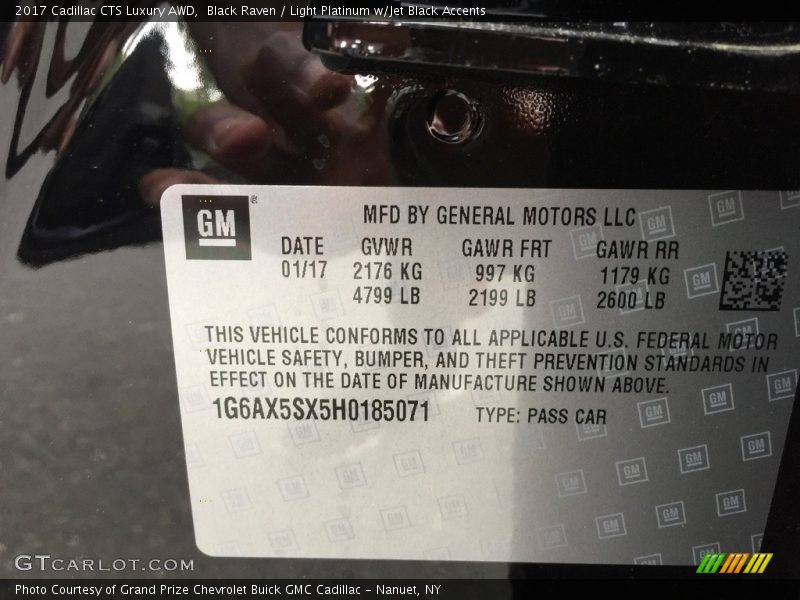 2017 Cadillac CTS Luxury AWD, Black Raven / Light Platinum w/Jet Black Accents
GM®
MFD BY GENERAL MOTORS LLC
DATE GVWR GAWR FRT GAWR RR
01/17 2176 KG 997 KG 1179 KG
4799 LB 2199 LB 2600 LB
THIS VEHICLE CONFORMS TO ALL APPLICABLE U.S. FEDERAL MOTOR
VEHICLE SAFETY, BUMPER, AND THEFT PREVENTION STANDARDS IN
EFFECT ON THE DATE OF MANUFACTURE SHOWN ABOVE.
1G6AX5SX5H0185071 TYPE: PASS CAR
GTCARLOT.COM
Photo Courtesy of Grand Prize Chevrolet Buick GMC Cadillac - Nanuet, NY